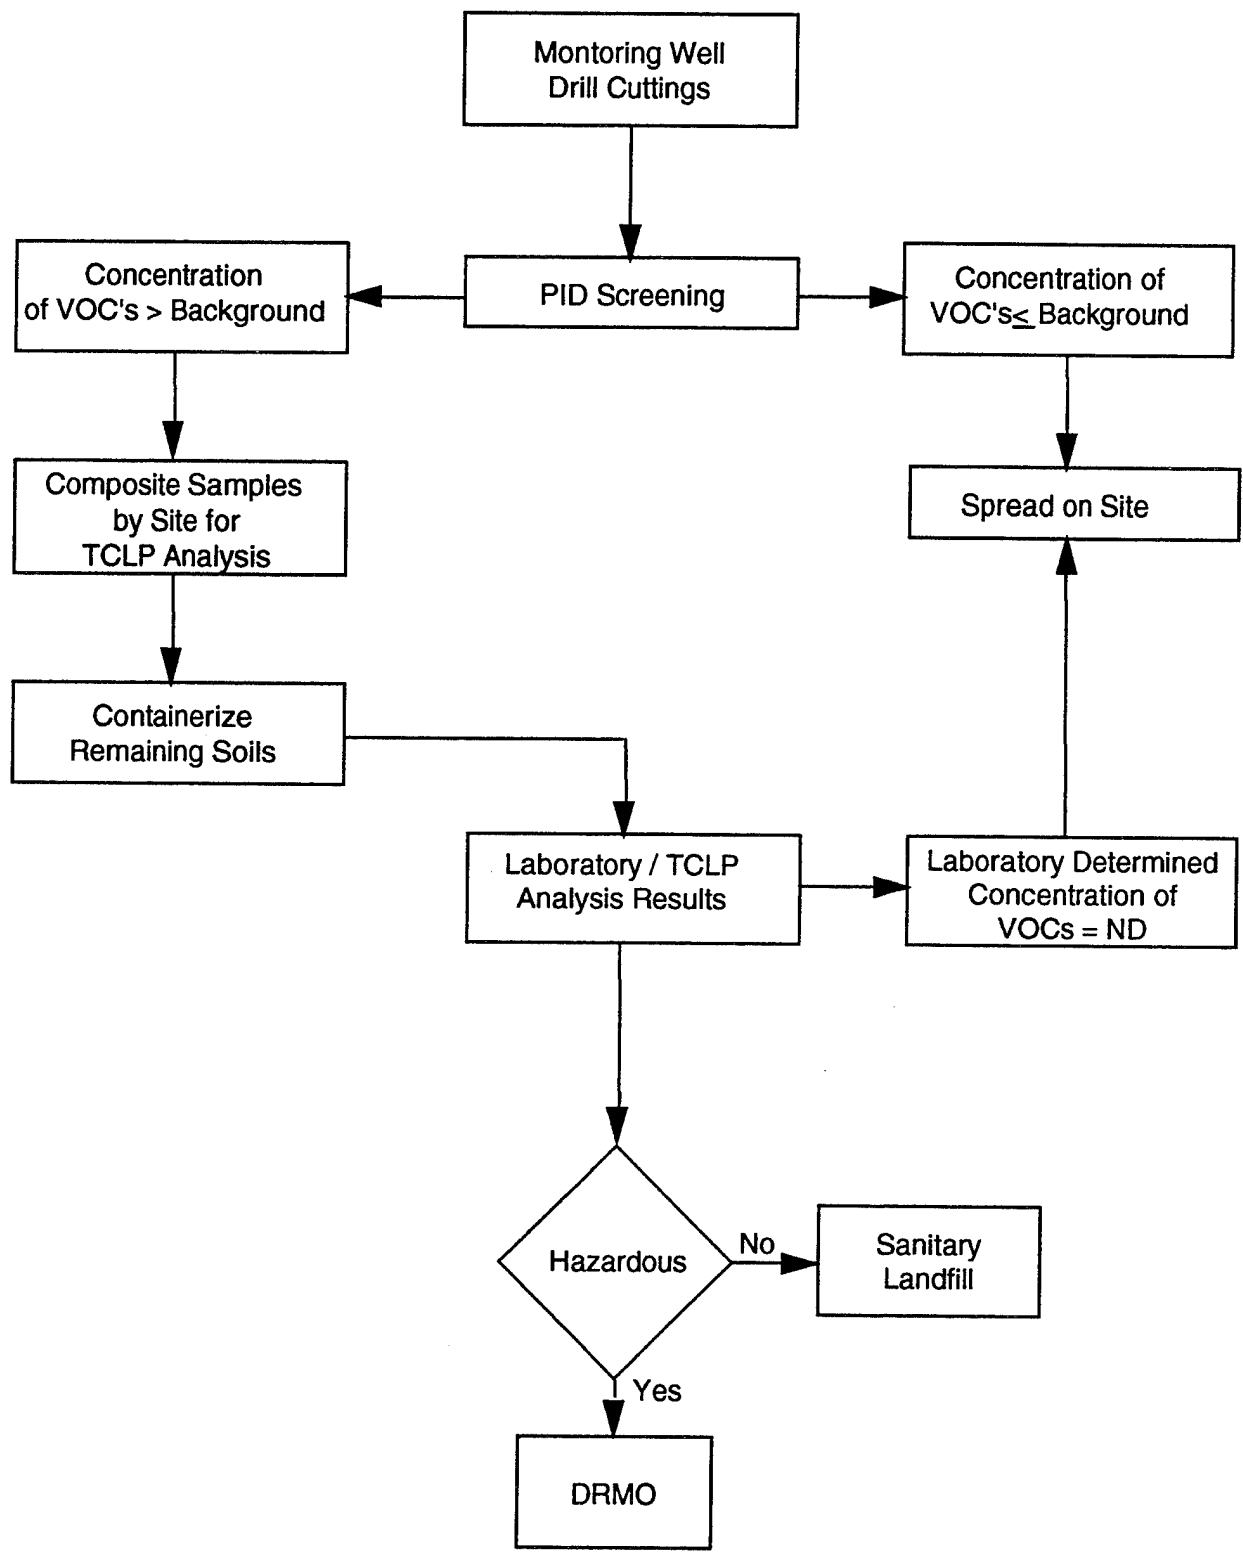 Montoring Well
Drill Cuttings
Concentration
of VOC's > Background
PID Screening
Concentration of
VOC's≤ Background
Composite Samples
by Site for
TCLP Analysis
Spread on Site
Containerize
Remaining Soils
Laboratory / TCLP
Analysis Results
Laboratory Determined
Concentration of
VOCs = ND
Hazardous
No
Sanitary
Landfill
Yes
DRMO